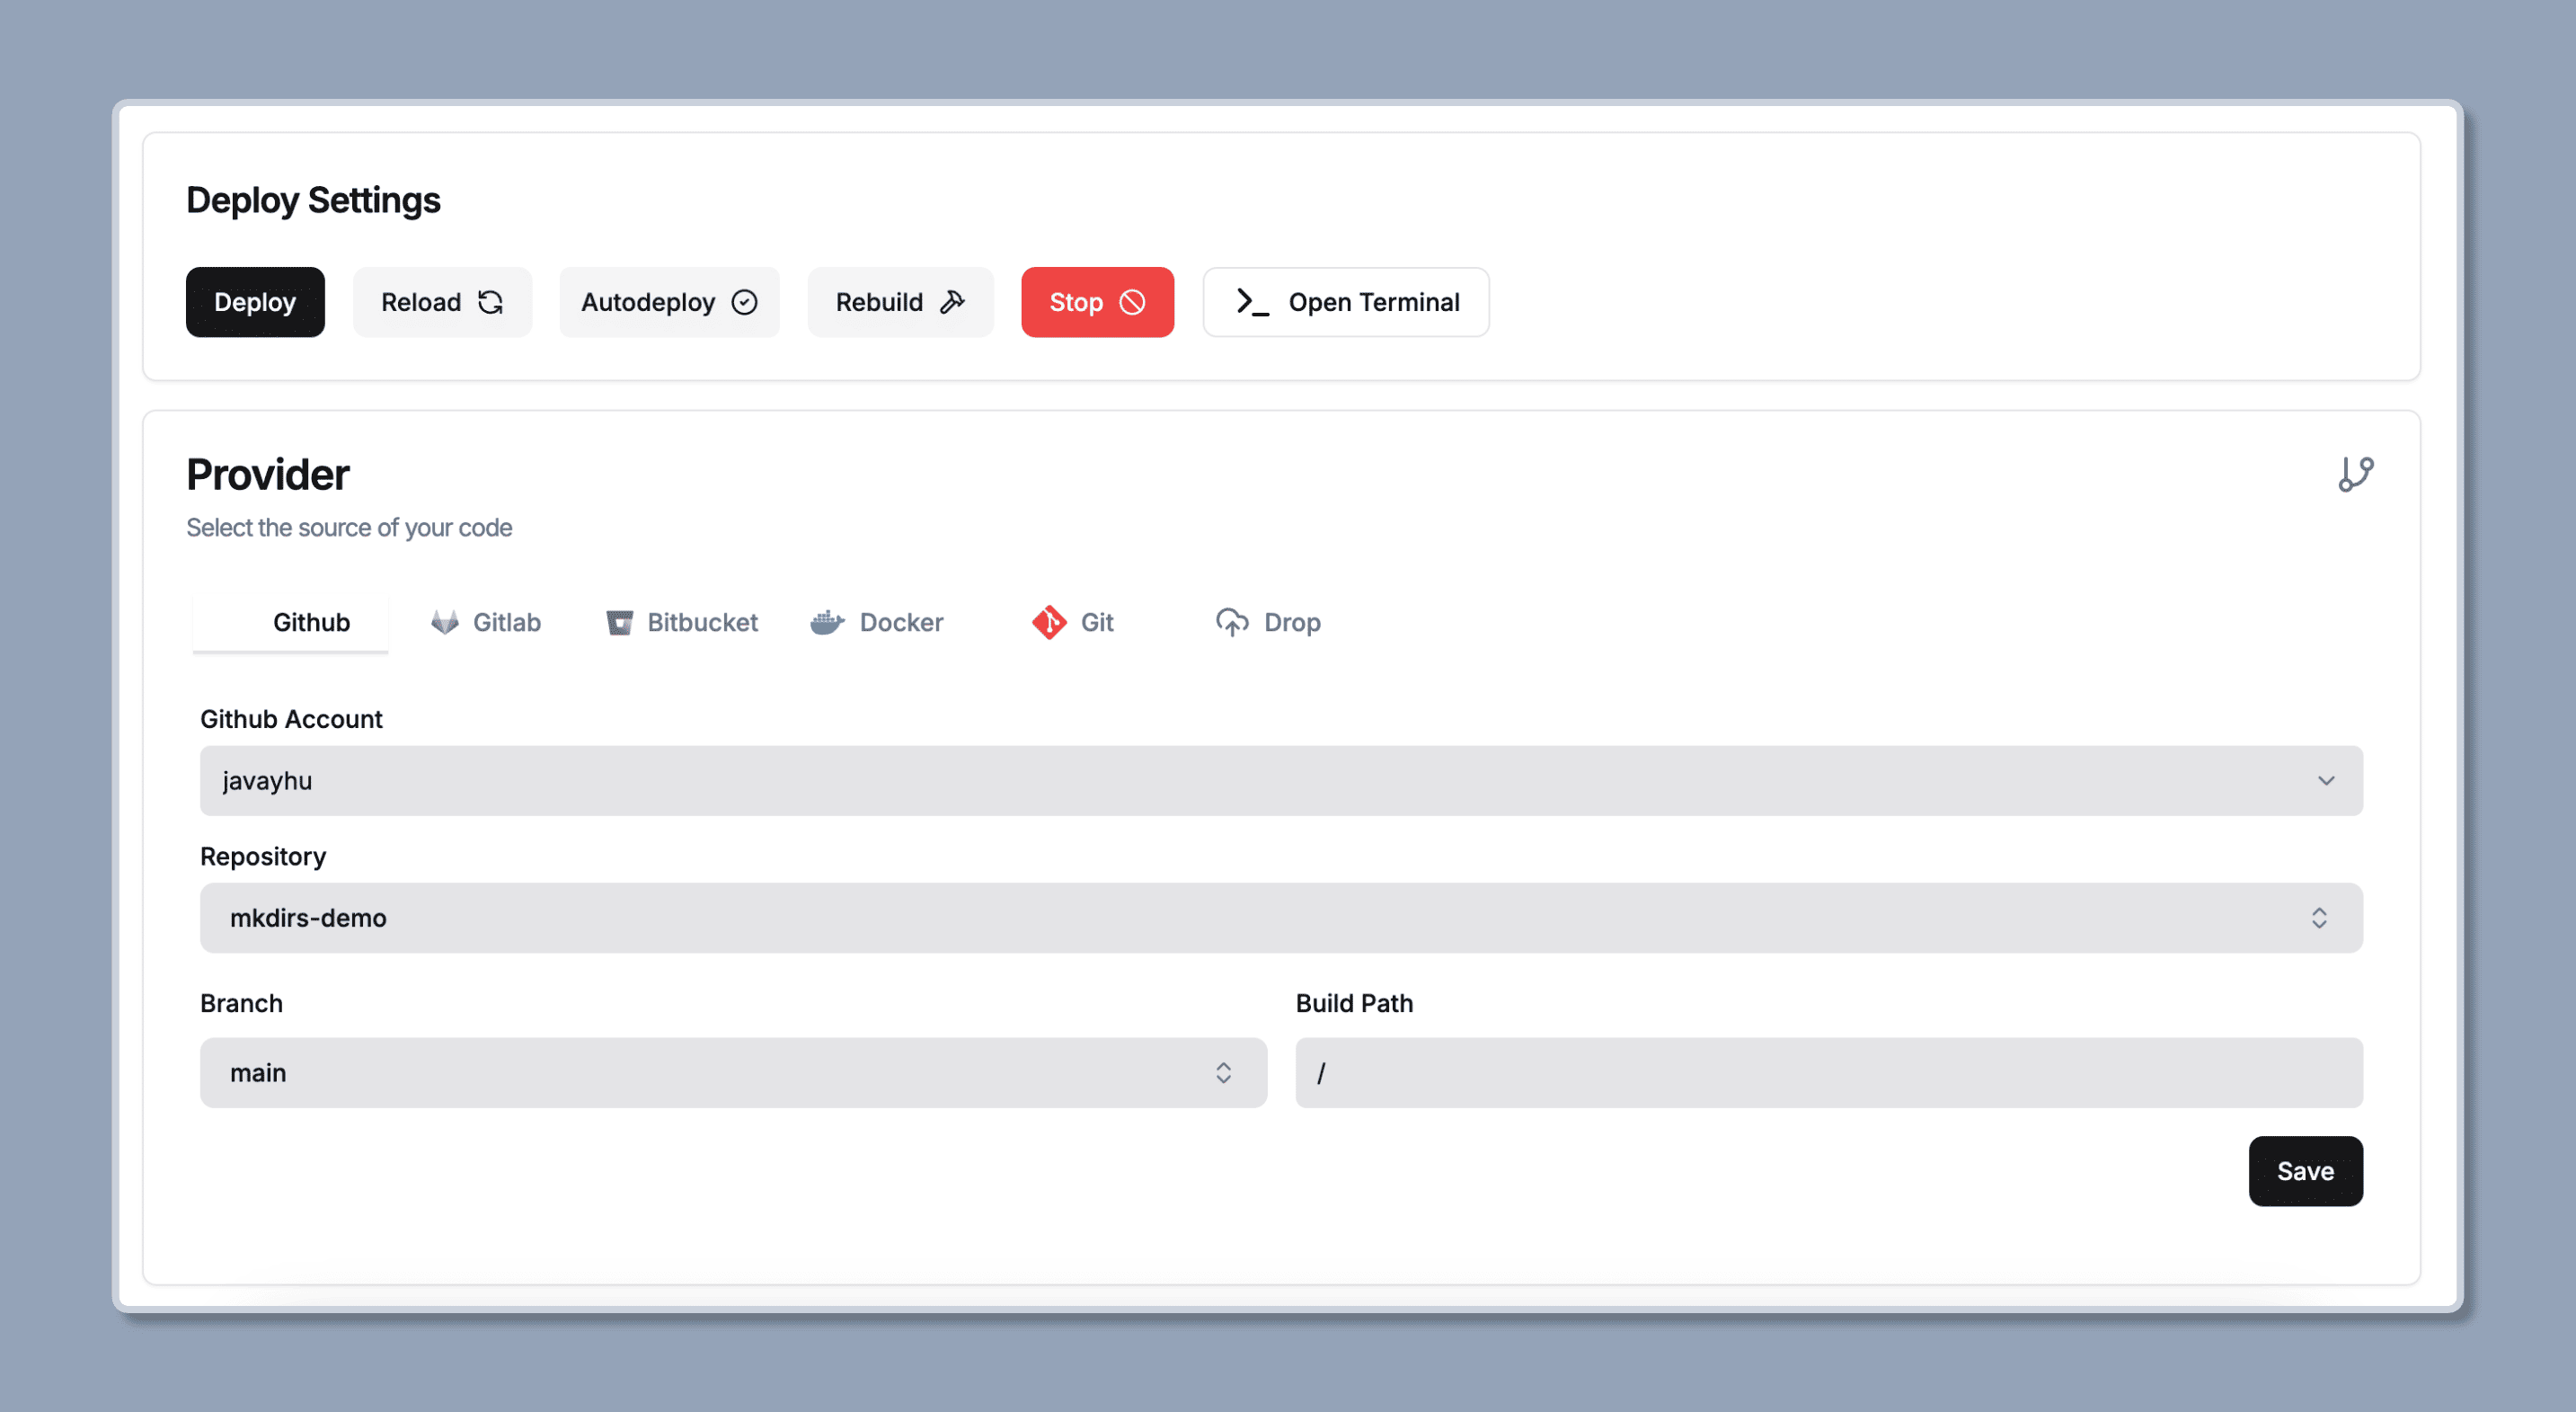 Deploy Settings
Deploy Reload Autodeploy Rebuild Stop Open Terminal
Provider
Select the source of your code
Github Gitlab Bitbucket Docker Git Drop
Github Account
javayhu
Repository
mkdirs-demo
Branch Build Path
main /
Save